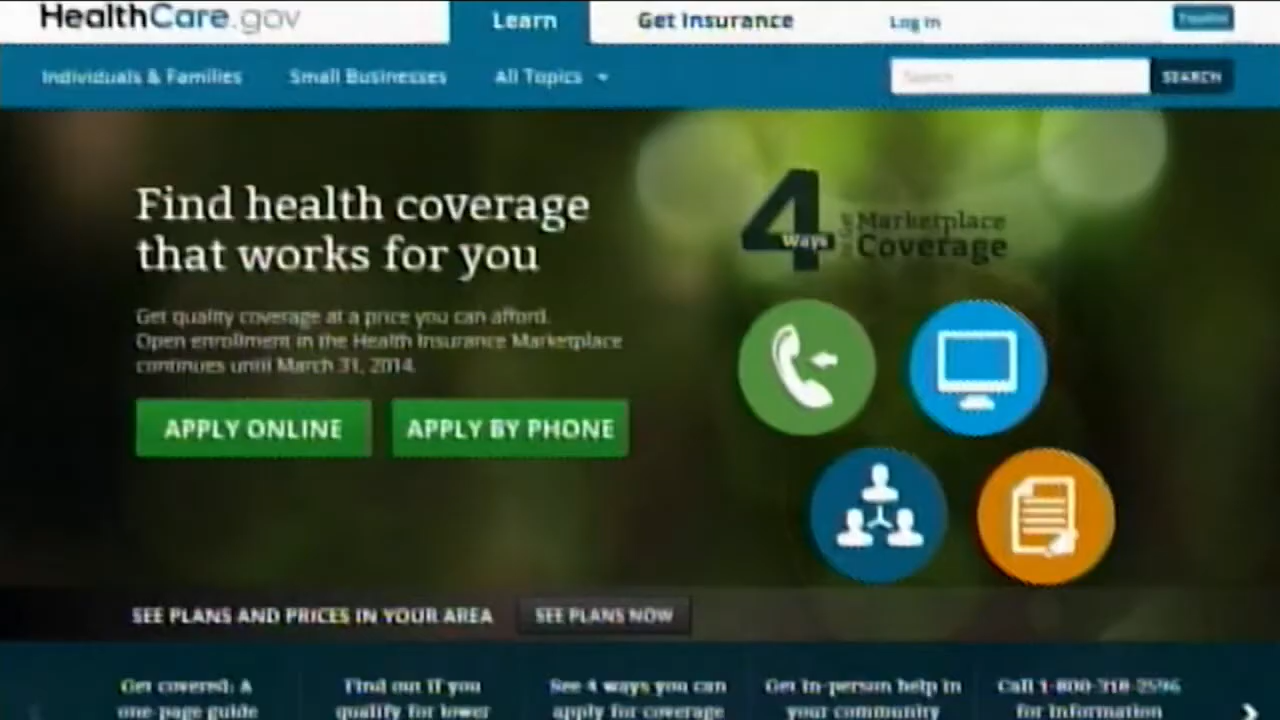 HealthCare.gov
Learn
Get Insurance
Log in
Individuals & Families
Small Businesses
All Topics
Search
SEARCH
Find health coverage
that works for you
Get quality coverage at a price you can afford.
Open enrollment in the Health Insurance Marketplace
continues until March 31, 2014.
APPLY ONLINE
APPLY BY PHONE
4
Ways
Marketplace
Coverage
SEE PLANS AND PRICES IN YOUR AREA
SEE PLANS NOW
Get covered: A
one-page guide
Find out if you
qualify for lower
See 4 ways you can
apply for coverage
Get in-person help in
your community
Call 1-800-318-2596
for information